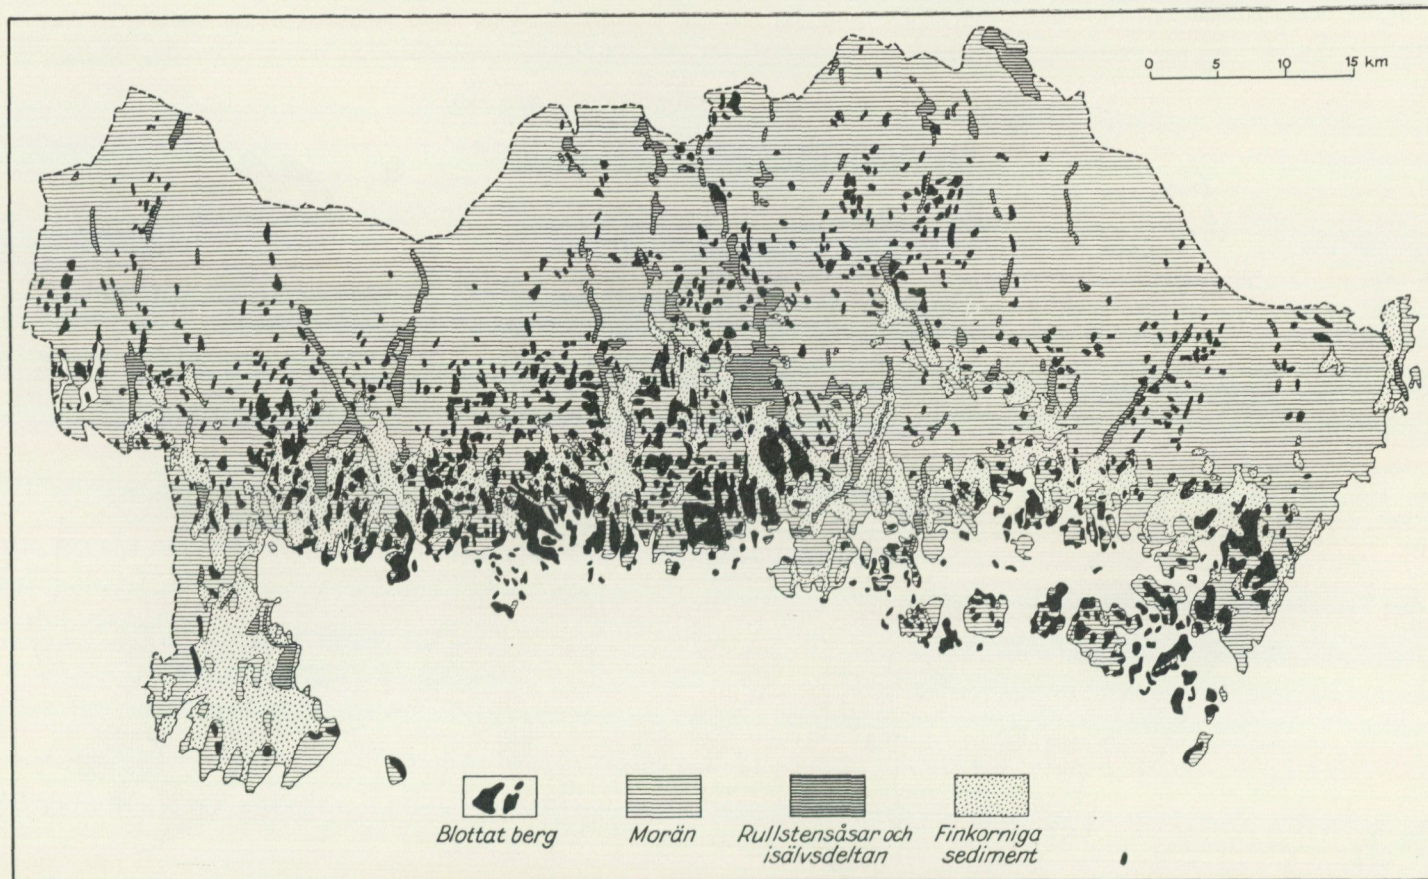 0 5 10 15 km
Blottat berg
Morän
Rullstensåsar och
isälvsdeltan
Finkorniga
sediment